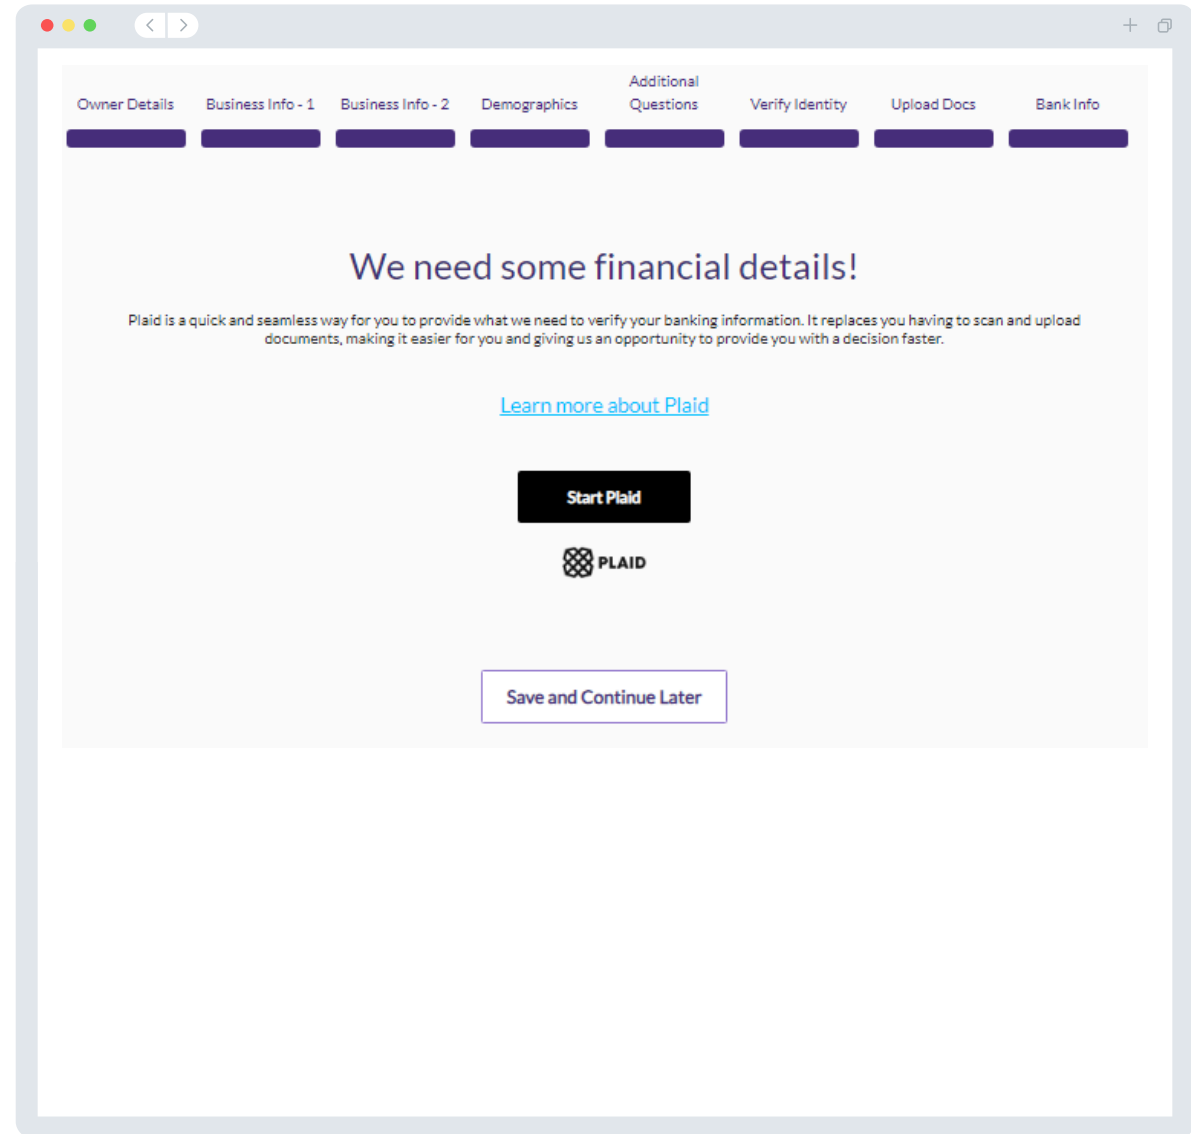 Owner Details
Business Info - 1
Business Info - 2
Demographics
Additional
Questions
Verify Identity
Upload Docs
Bank Info
We need some financial details!
Plaid is a quick and seamless way for you to provide what we need to verify your banking information. It replaces you having to scan and upload
documents, making it easier for you and giving us an opportunity to provide you with a decision faster.
Learn more about Plaid
Start Plaid
PLAID
Save and Continue Later